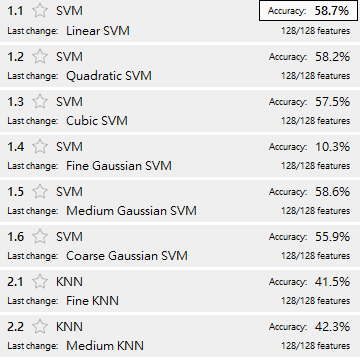 1.1 SVM Accuracy: 58.7%
Last change: Linear SVM 128/128 features
1.2 SVM Accuracy: 58.2%
Last change: Quadratic SVM 128/128 features
1.3 SVM Accuracy: 57.5%
Last change: Cubic SVM 128/128 features
1.4 SVM Accuracy: 10.3%
Last change: Fine Gaussian SVM 128/128 features
1.5 SVM Accuracy: 58.6%
Last change: Medium Gaussian SVM 128/128 features
1.6 SVM Accuracy: 55.9%
Last change: Coarse Gaussian SVM 128/128 features
2.1 KNN Accuracy: 41.5%
Last change: Fine KNN 128/128 features
2.2 KNN Accuracy: 42.3%
Last change: Medium KNN 128/128 features